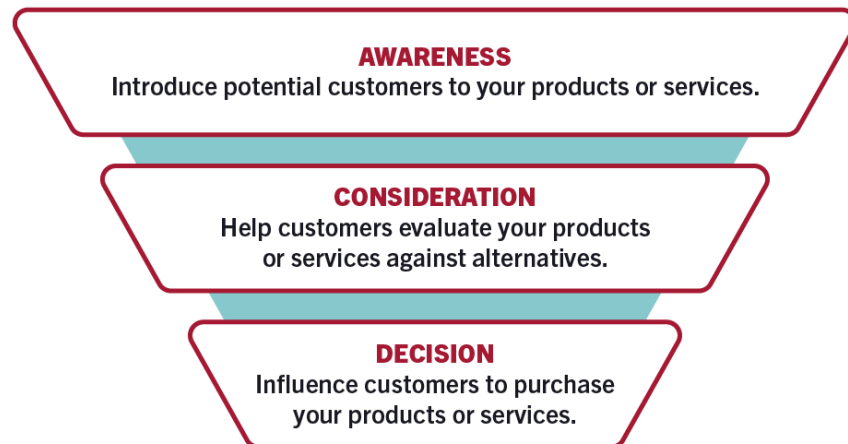 AWARENESS
Introduce potential customers to your products or services.
CONSIDERATION
Help customers evaluate your products
or services against alternatives.
DECISION
Influence customers to purchase
your products or services.